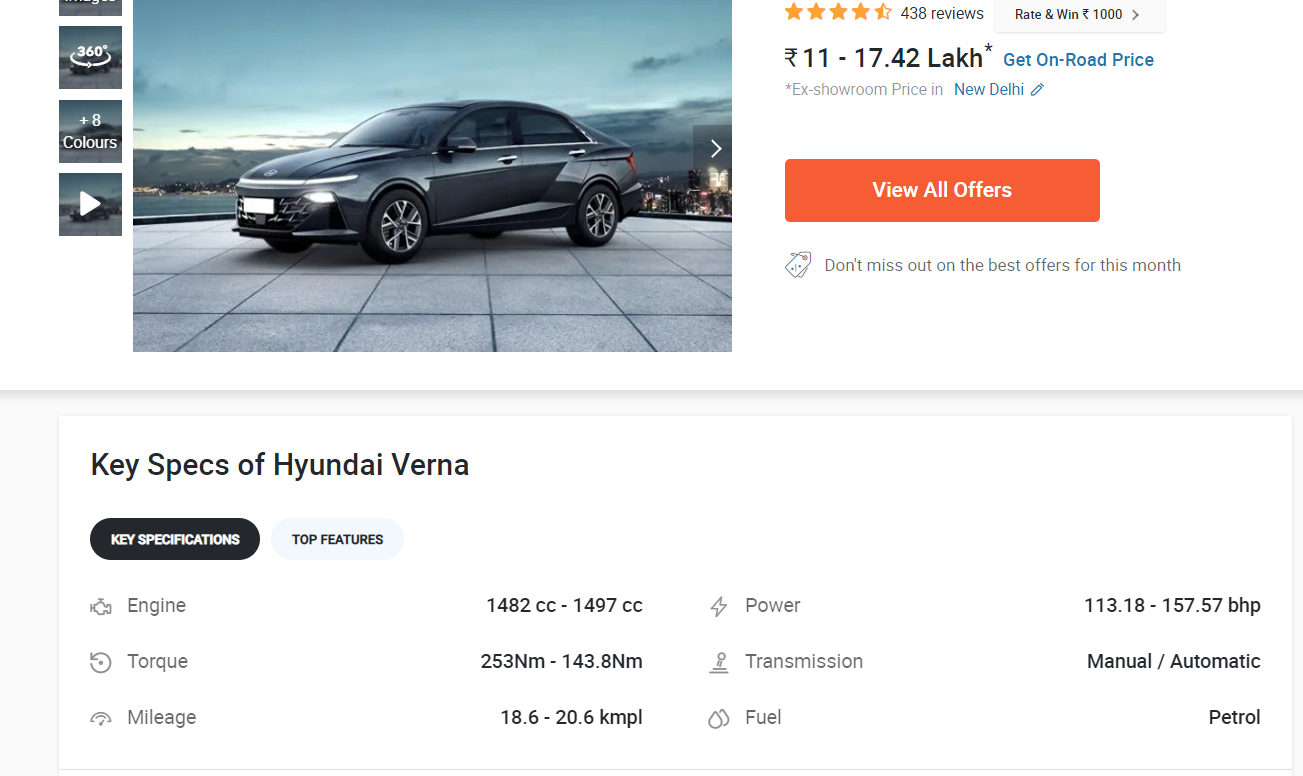 360°
+ 8
Colours
438 reviews
Rate & Win ₹ 1000
₹ 11 - 17.42 Lakh*
Get On-Road Price
*Ex-showroom Price in New Delhi
View All Offers
Don't miss out on the best offers for this month
Key Specs of Hyundai Verna
KEY SPECIFICATIONS
TOP FEATURES
Engine 1482 cc - 1497 cc
Power 113.18 - 157.57 bhp
Torque 253Nm - 143.8Nm
Transmission Manual / Automatic
Mileage 18.6 - 20.6 kmpl
Fuel Petrol